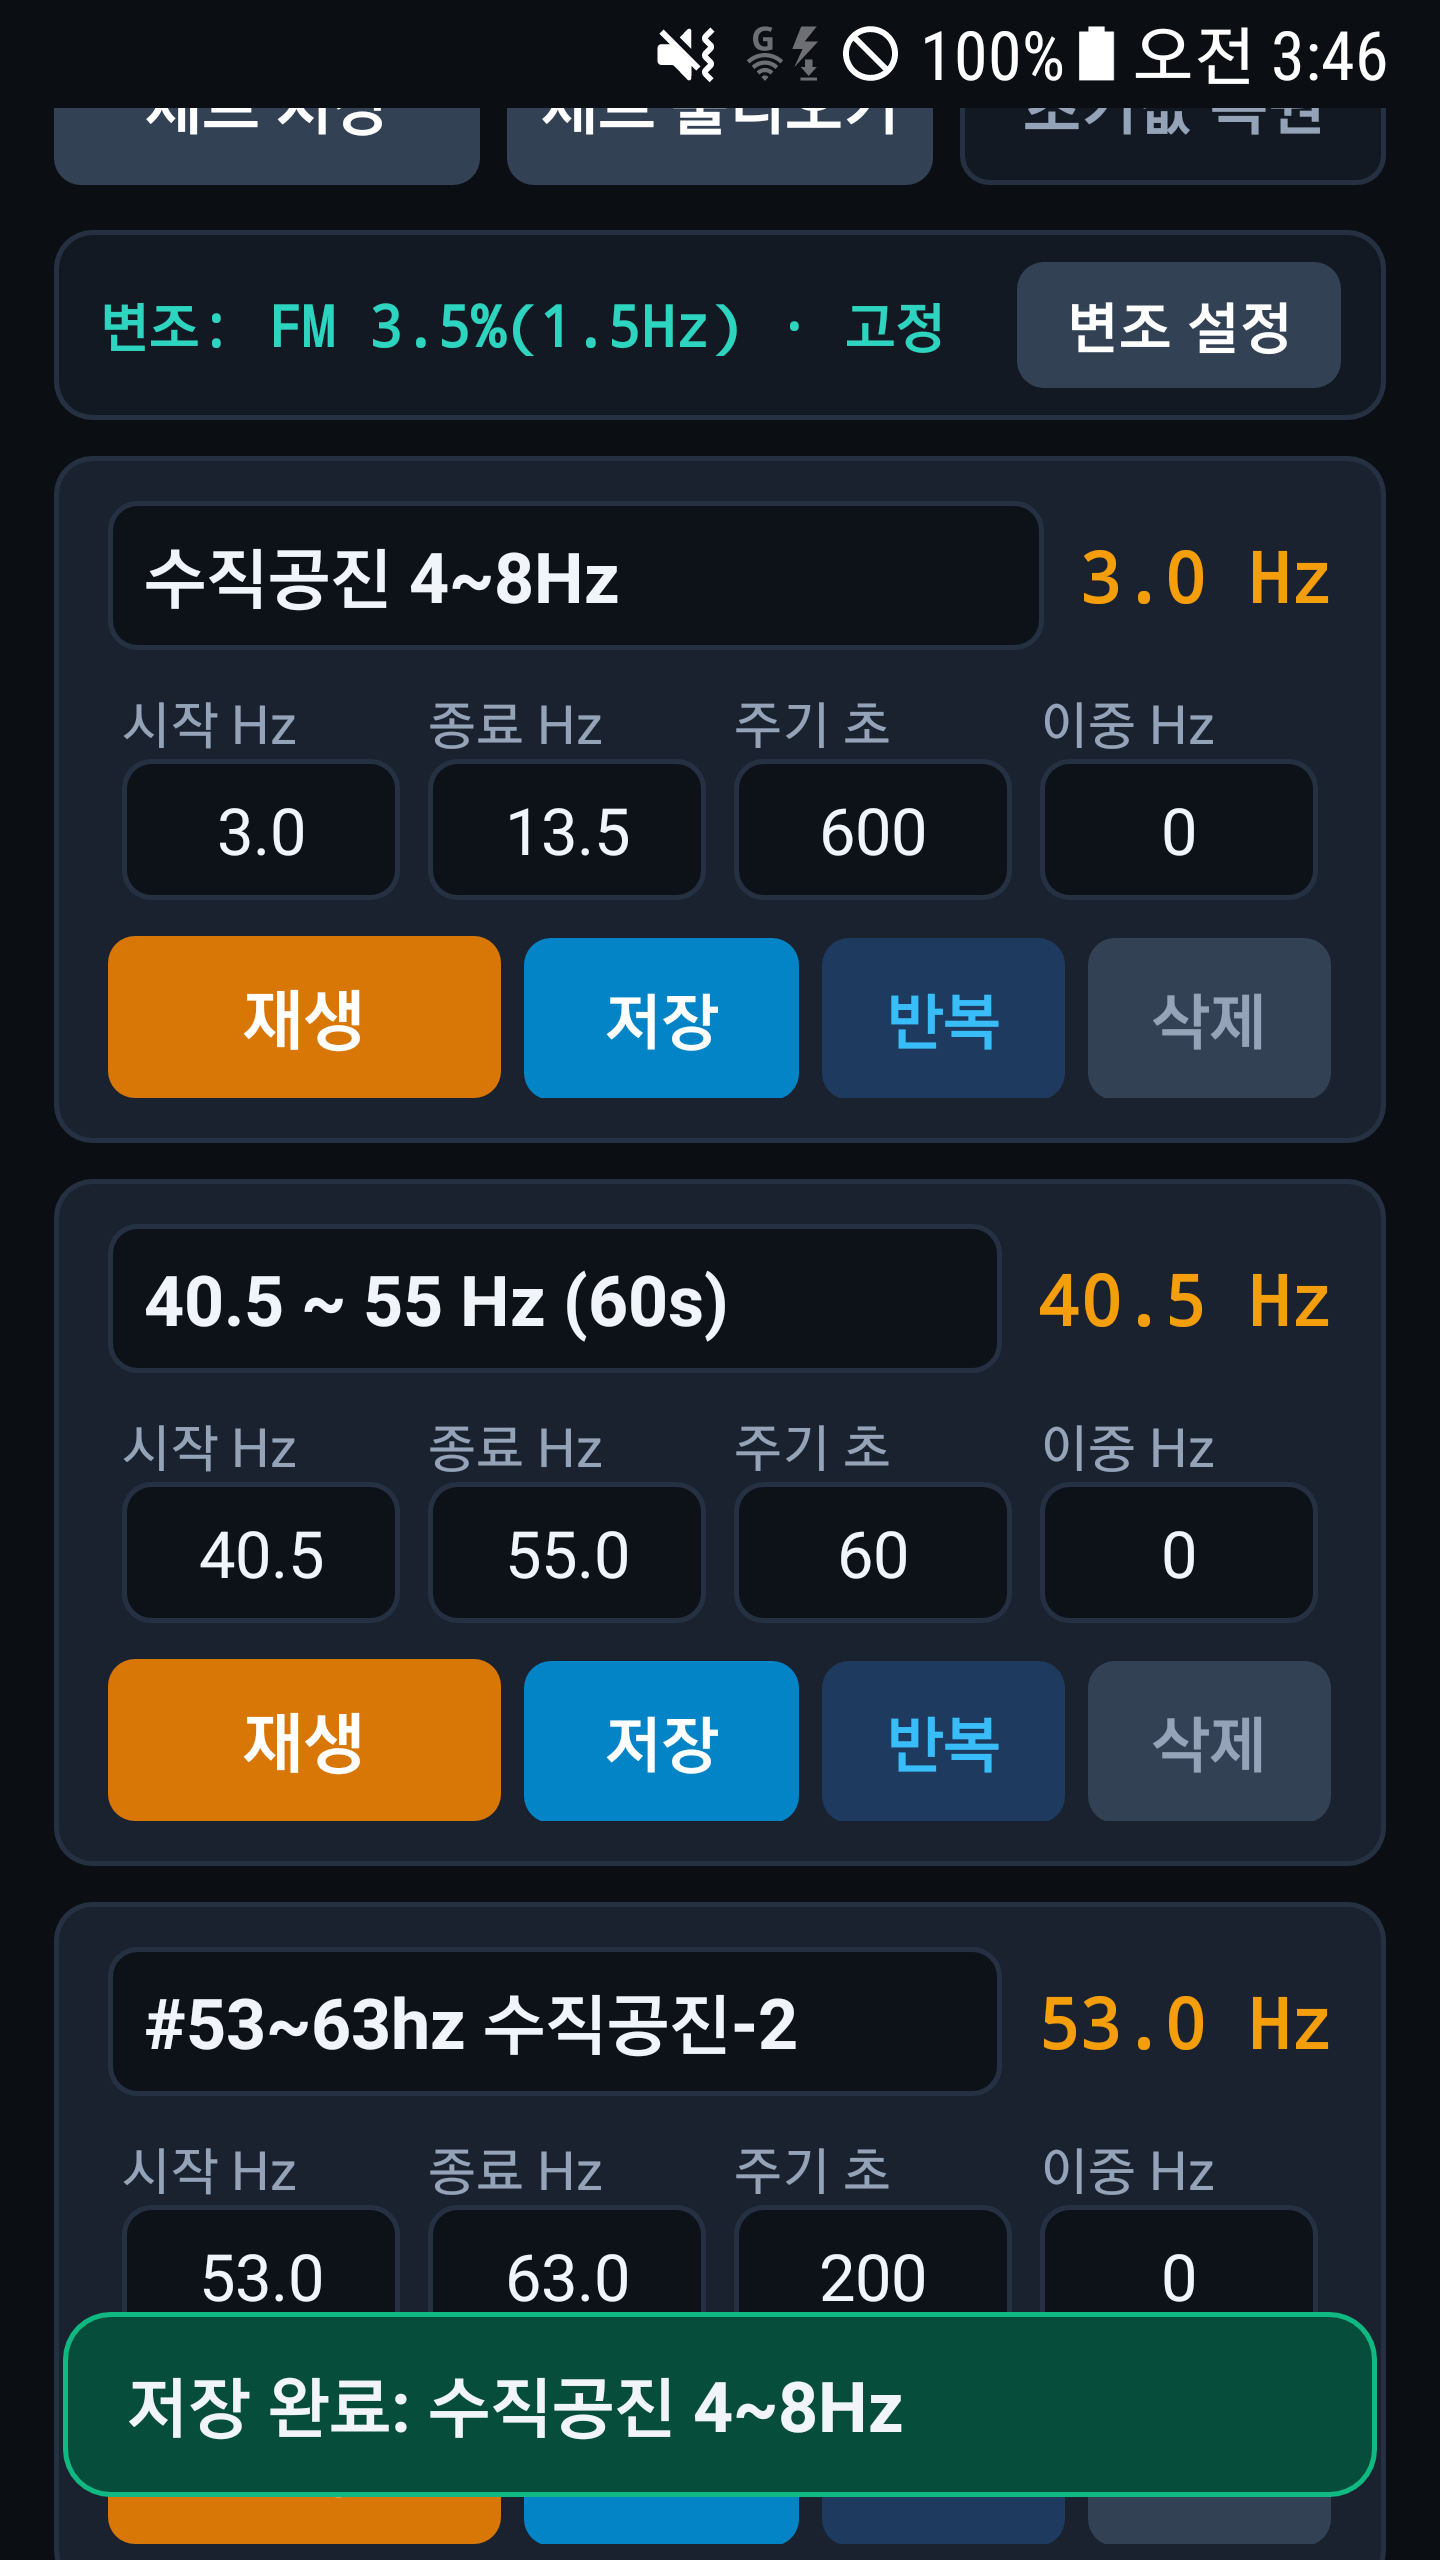 100% 오전 3:46
변조: FM 3.5%(1.5Hz) · 고정
변조 설정
수직공진 4~8Hz
3.0 Hz
시작 Hz 종료 Hz 주기 초 이중 Hz
3.0 13.5 600 0
재생 저장 반복 삭제
40.5 ~ 55 Hz (60s)
40.5 Hz
시작 Hz 종료 Hz 주기 초 이중 Hz
40.5 55.0 60 0
재생 저장 반복 삭제
#53~63hz 수직공진-2
53.0 Hz
시작 Hz 종료 Hz 주기 초 이중 Hz
53.0 63.0 200 0
저장 완료: 수직공진 4~8Hz